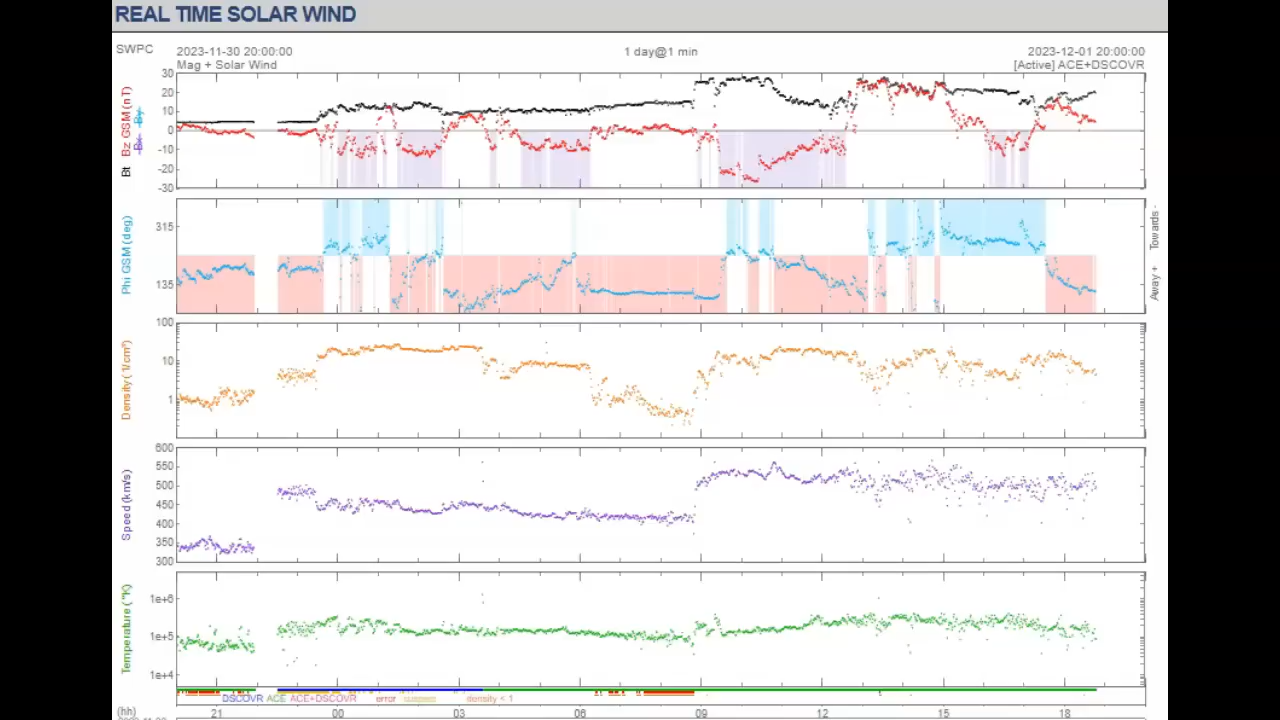 REAL TIME SOLAR WIND
SWPC
2023-11-30 20:00:00
1 day@1 min
2023-12-01 20:00:00
Mag + Solar Wind
[Active] ACE+DSCOVR
Bt Bz GSM (nT)
Bx By
30
20
10
0
-10
-20
-30
Phi GSM (deg)
315
135
Towards -
Away +
Density (1/cm³)
100
10
1
Speed (km/s)
600
550
500
450
400
350
300
Temperature (°K)
1e+6
1e+5
1e+4
DSCOVR ACE ACE+DSCOVR error density < 1
(hh)
21
00
03
06
09
12
15
18